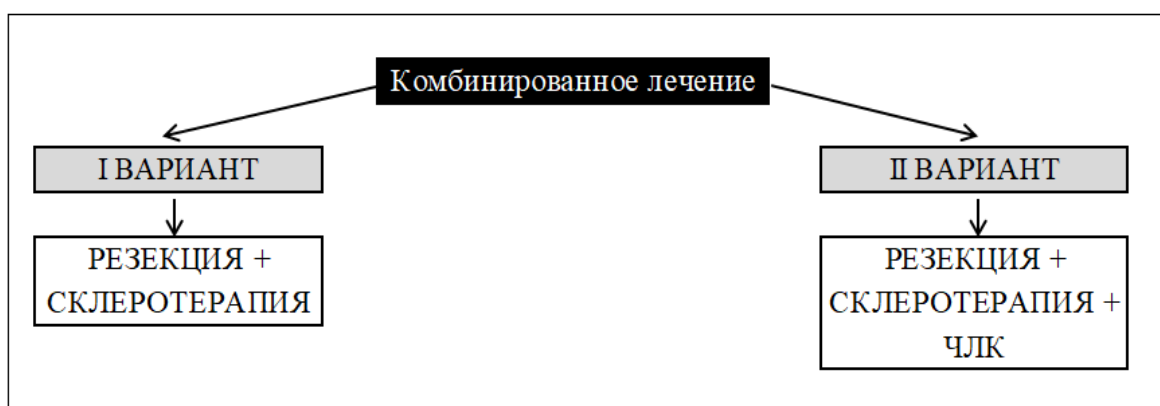 Комбинированное лечение
I ВАРИАНТ
II ВАРИАНТ
РЕЗЕКЦИЯ +
СКЛЕРОТЕРАПИЯ
РЕЗЕКЦИЯ +
СКЛЕРОТЕРАПИЯ +
ЧЛК